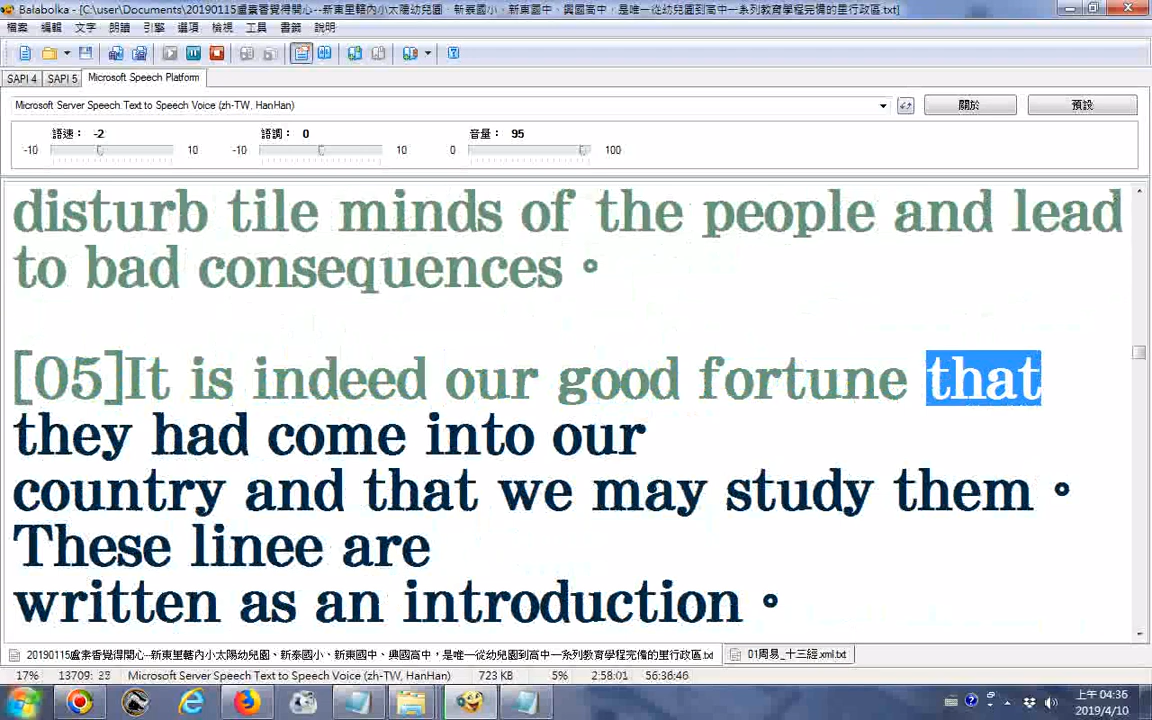 Balabolka - [C:\user\Documents\20190115盧素香覺得開心--新東里轄內小太陽幼兒園、新泰國小、新東國中、興國高中，是唯一從幼兒園到高中一系列教育學程完備的里行政區.txt]
檔案 編輯 文字 朗讀 引擎 選項 檢視 工具 書籤 說明
SAPI 4 SAPI 5 Microsoft Speech Platform
Microsoft Server Speech Text to Speech Voice (zh-TW, HanHan) 關於 預設
語速： -2 語調： 0 音量： 95
-10 10 -10 10 0 100
disturb tile minds of the people and lead
to bad consequences。
[05]It is indeed our good fortune that
they had come into our
country and that we may study them。
These linee are
written as an introduction。
20190115盧素香覺得開心--新東里轄內小太陽幼兒園、新泰國小、新東國中、興國高中，是唯一從幼兒園到高中一系列教育學程完備的里行政區.txt 01周易_十三經.xml.txt
17% 13709: 23 Microsoft Server Speech Text to Speech Voice (zh-TW, HanHan) 723 KB 5% 2:58:01 56:36:46
上午 04:36
2019/4/10